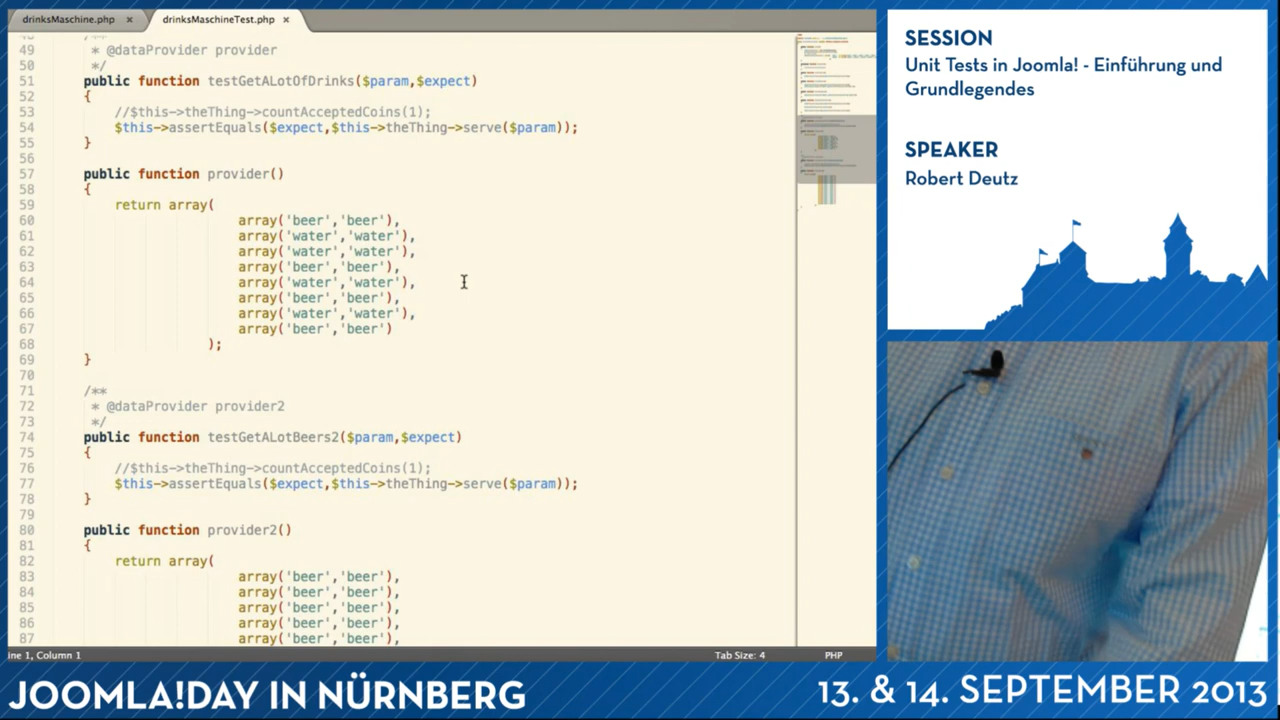 drinksMaschine.php ×
drinksMaschineTest.php ×
49 * @dataProvider provider
50 */
51 public function testGetALotOfDrinks($param,$expect)
52 {
53 //$this->theThing->countAcceptedCoins(1);
54 $this->assertEquals($expect,$this->theThing->serve($param));
55 }
56
57 public function provider()
58 {
59 return array(
60 array('beer','beer'),
61 array('water','water'),
62 array('water','water'),
63 array('beer','beer'),
64 array('water','water'),
65 array('beer','beer'),
66 array('water','water'),
67 array('beer','beer')
68 );
69 }
70
71 /**
72 * @dataProvider provider2
73 */
74 public function testGetALotBeers2($param,$expect)
75 {
76 //$this->theThing->countAcceptedCoins(1);
77 $this->assertEquals($expect,$this->theThing->serve($param));
78 }
79
80 public function provider2()
81 {
82 return array(
83 array('beer','beer'),
84 array('beer','beer'),
85 array('beer','beer'),
86 array('beer','beer'),
87 array('beer','beer'),
ine 1, Column 1
Tab Size: 4
PHP
SESSION
Unit Tests in Joomla! - Einführung und
Grundlegendes
SPEAKER
Robert Deutz
JOOMLA!DAY IN NÜRNBERG
13. & 14. SEPTEMBER 2013